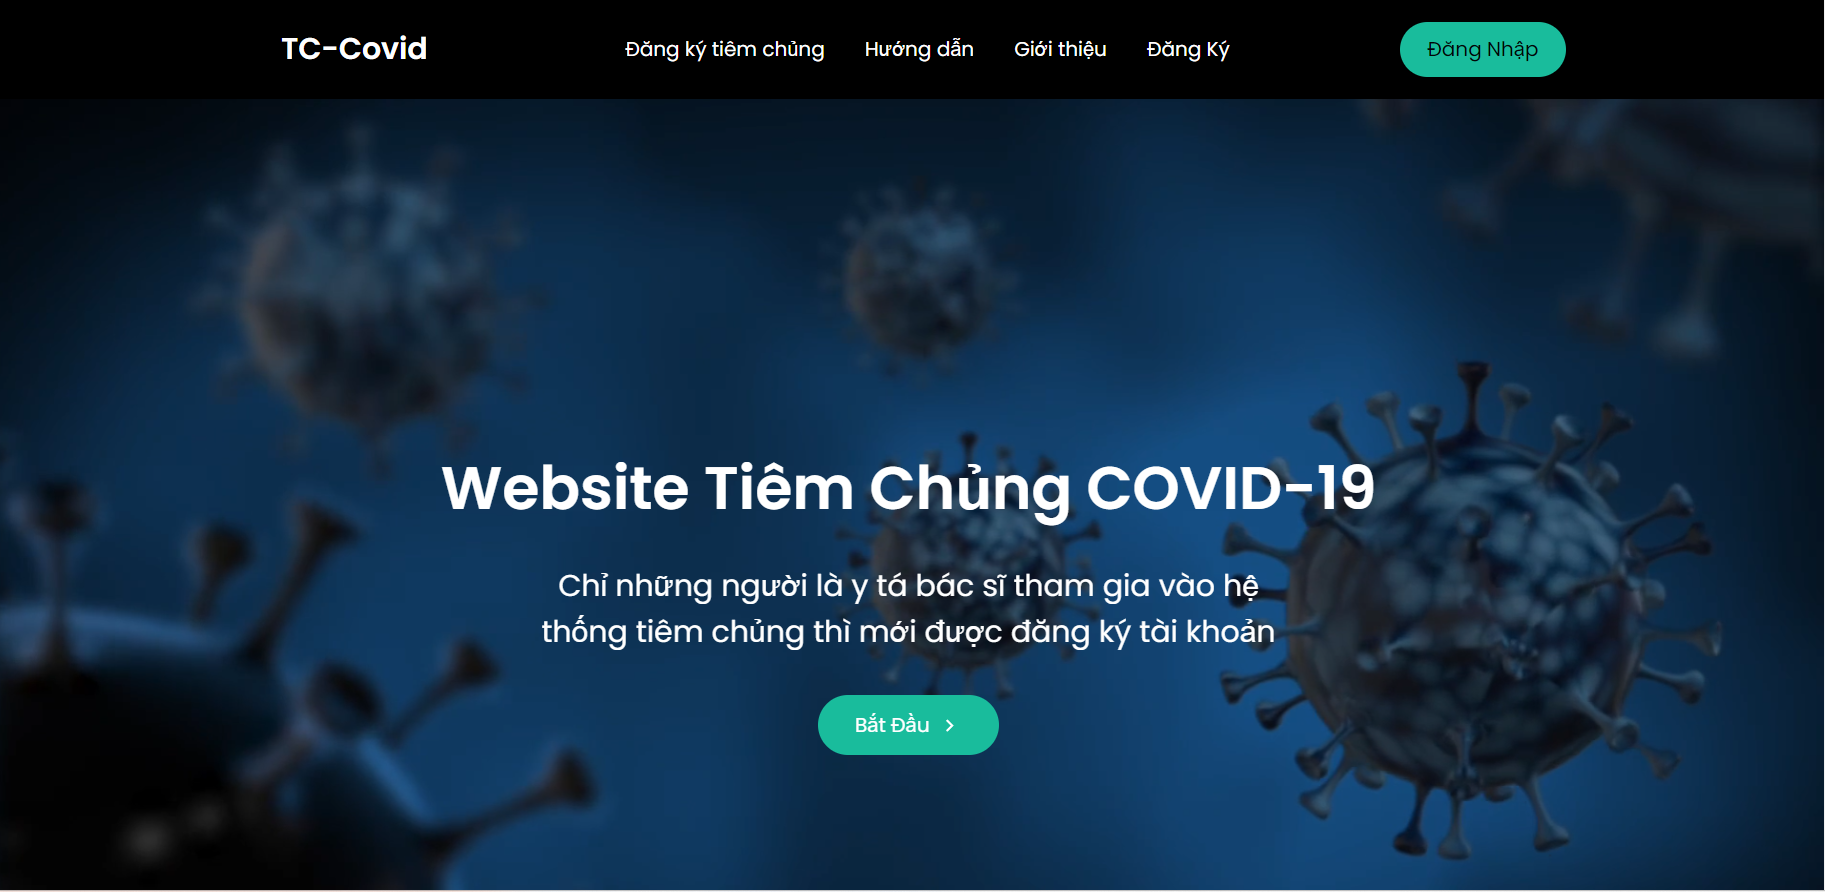 TC-Covid
Đăng ký tiêm chủng
Hướng dẫn
Giới thiệu
Đăng Ký
Đăng Nhập
Website Tiêm Chủng COVID-19
Chỉ những người là y tá bác sĩ tham gia vào hệ
thống tiêm chủng thì mới được đăng ký tài khoản
Bắt Đầu